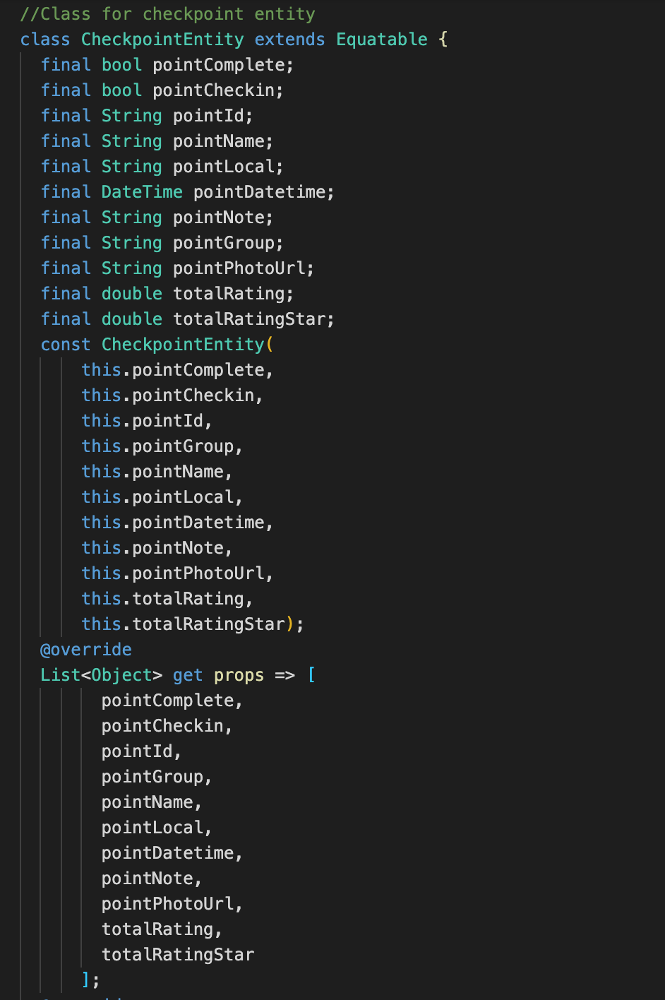 //Class for checkpoint entity
class CheckpointEntity extends Equatable {
  final bool pointComplete;
  final bool pointCheckin;
  final String pointId;
  final String pointName;
  final String pointLocal;
  final DateTime pointDatetime;
  final String pointNote;
  final String pointGroup;
  final String pointPhotoUrl;
  final double totalRating;
  final double totalRatingStar;
  const CheckpointEntity(
      this.pointComplete,
      this.pointCheckin,
      this.pointId,
      this.pointGroup,
      this.pointName,
      this.pointLocal,
      this.pointDatetime,
      this.pointNote,
      this.pointPhotoUrl,
      this.totalRating,
      this.totalRatingStar);
  @override
  List<Object> get props => [
        pointComplete,
        pointCheckin,
        pointId,
        pointGroup,
        pointName,
        pointLocal,
        pointDatetime,
        pointNote,
        pointPhotoUrl,
        totalRating,
        totalRatingStar
      ];